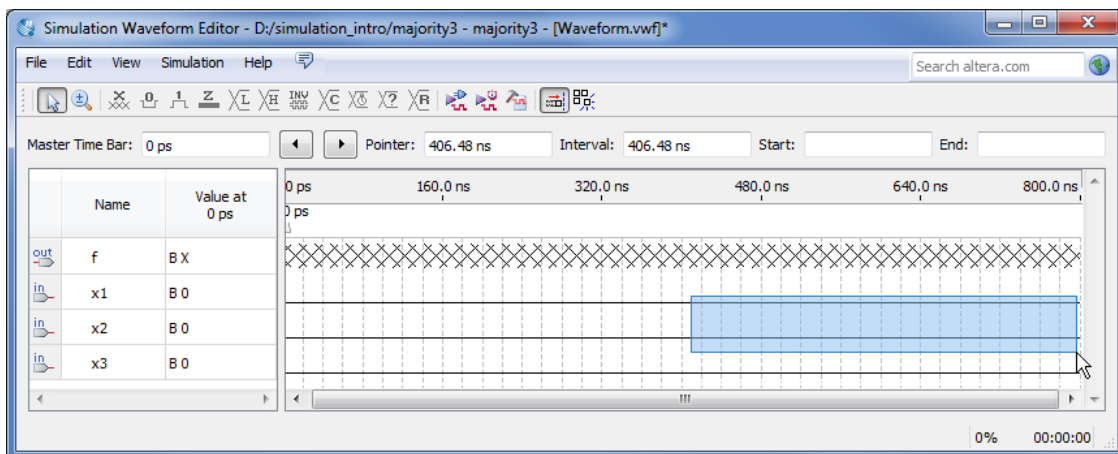 Simulation Waveform Editor - D:/simulation_intro/majority3 - majority3 - [Waveform.vwf]*
File Edit View Simulation Help Search altera.com
X 0 1 Z L H INV C ? R
Master Time Bar: 0 ps Pointer: 406.48 ns Interval: 406.48 ns Start: End:
Name Value at 0 ps 0 ps 160.0 ns 320.0 ns 480.0 ns 640.0 ns 800.0 ns
0 ps
out f B X
in x1 B 0
in x2 B 0
in x3 B 0
0% 00:00:00